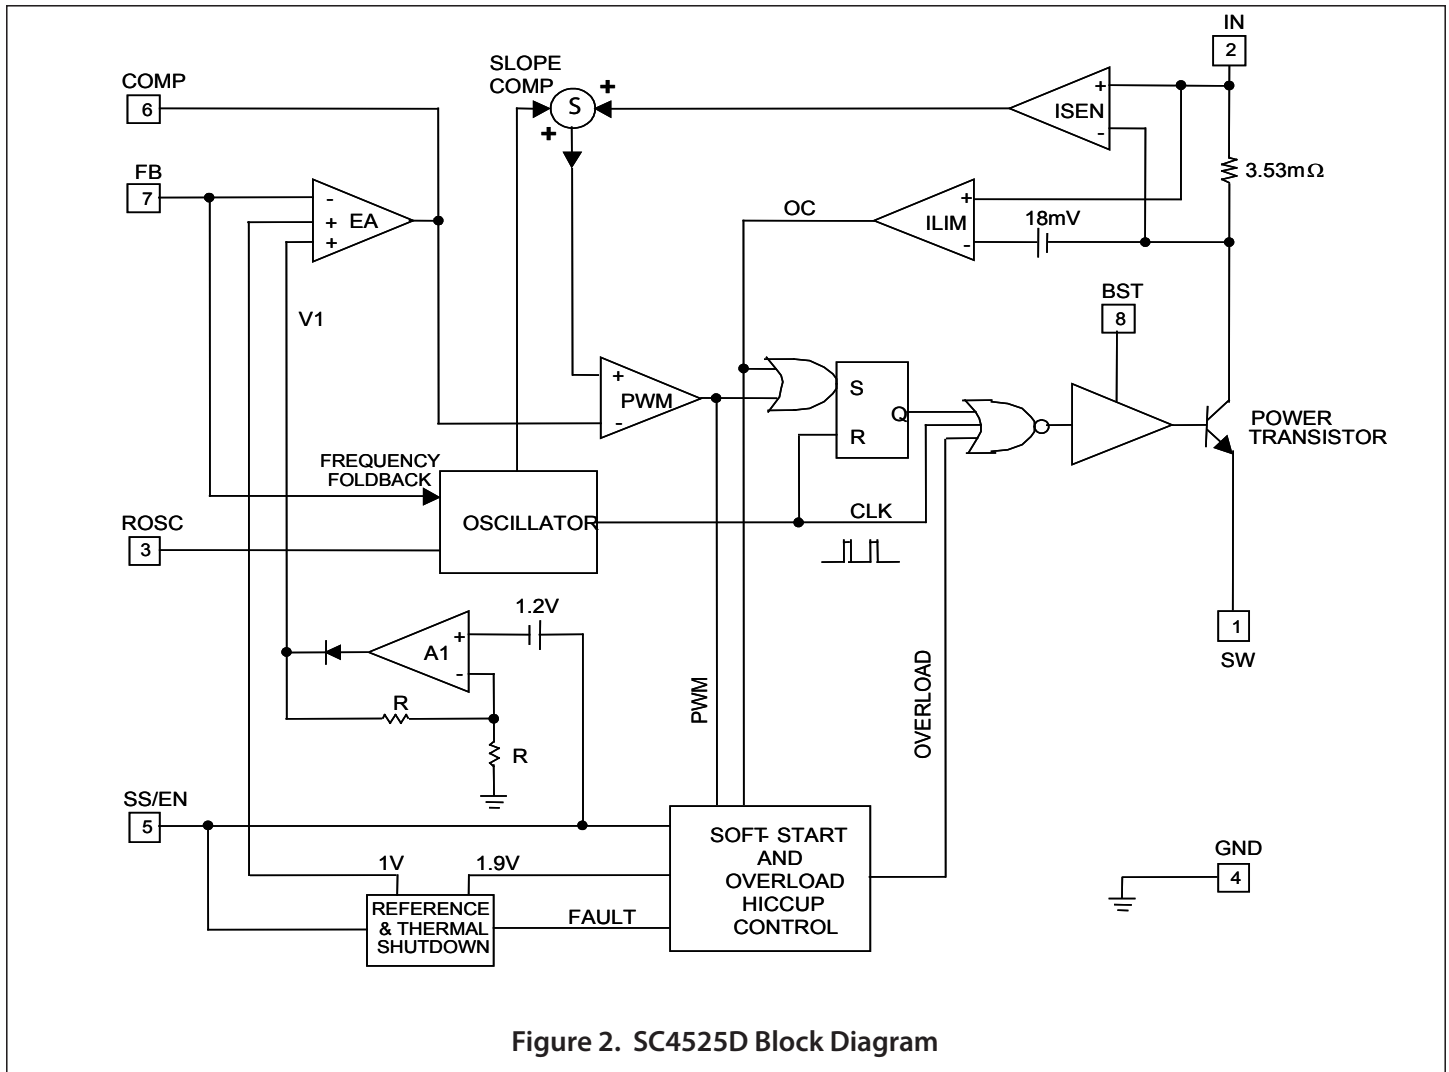 IN
2
SLOPE
COMP
+
S
+
COMP
6
+
ISEN
-
FB
7
3.53mΩ
-
+
EA
+
OC
+
ILIM
-
18mV
V1
BST
8
+
PWM
-
S
Q
R
POWER
TRANSISTOR
FREQUENCY
FOLDBACK
ROSC
3
OSCILLATOR
CLK
1.2V
+
A1
-
R
R
1
SW
PWM
OVERLOAD
SS/EN
5
1V
1.9V
REFERENCE
& THERMAL
SHUTDOWN
FAULT
SOFT- START
AND
OVERLOAD
HICCUP
CONTROL
GND
4
Figure 2. SC4525D Block Diagram